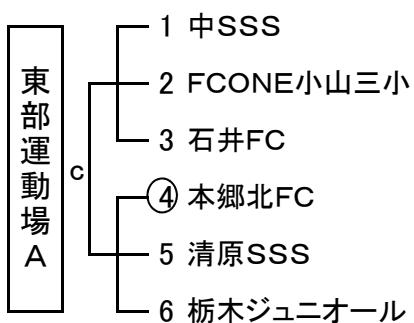 東部運動場A
c
1 中SSS
2 FCONE小山三小
3 石井FC
④ 本郷北FC
5 清原SSS
6 栃木ジュニオール